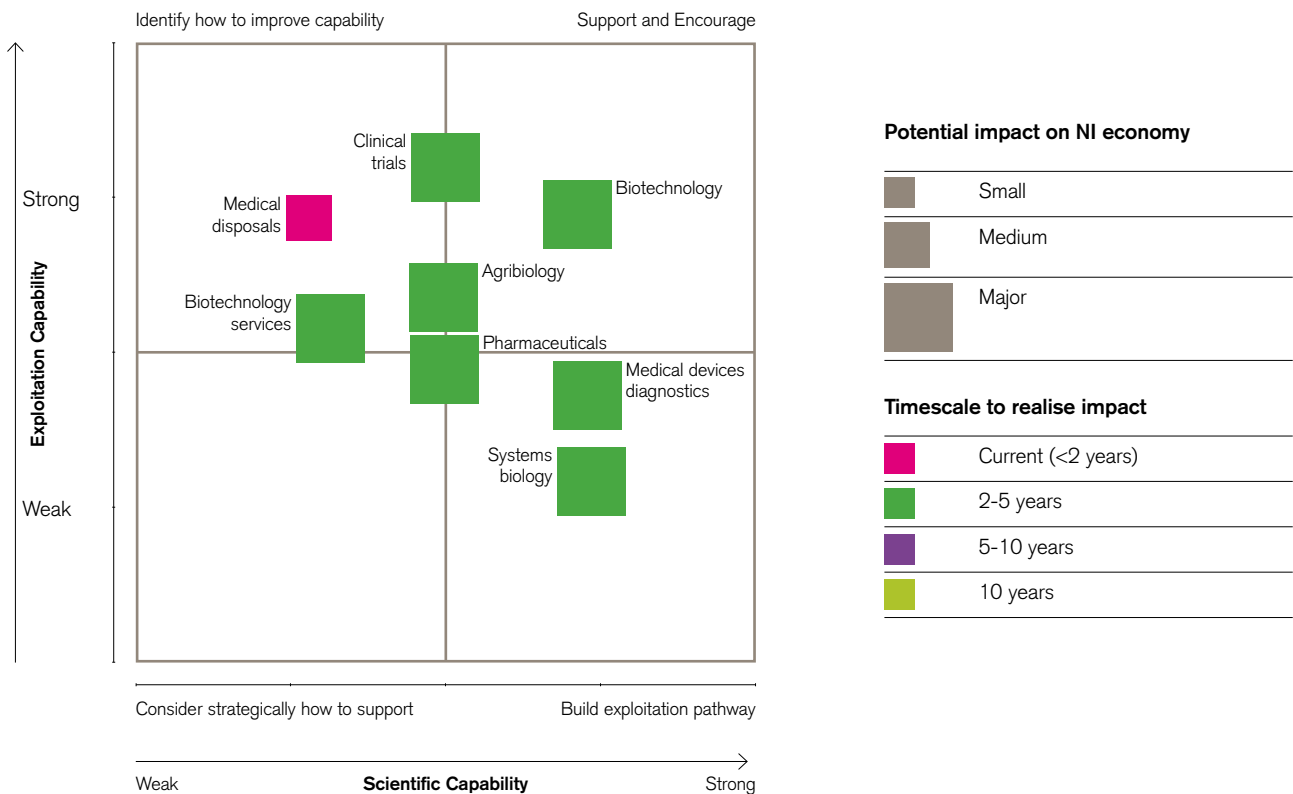 Identify how to improve capability
Support and Encourage
Clinical
trials
Biotechnology
Strong
Medical
disposals
Agribiology
Biotechnology
services
Exploitation Capability
Pharmaceuticals
Medical devices
diagnostics
Systems
biology
Weak
Consider strategically how to support
Build exploitation pathway
Weak
Scientific Capability
Strong
Potential impact on NI economy
Small
Medium
Major
Timescale to realise impact
Current (<2 years)
2-5 years
5-10 years
10 years